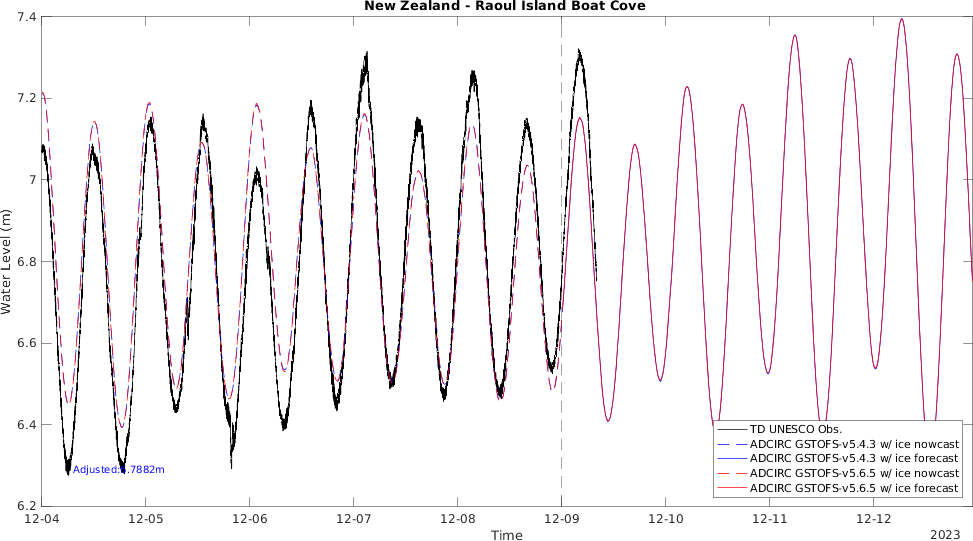 New Zealand - Raoul Island Boat Cove
7.4
7.2
7
6.8
6.6
6.4
6.2
Water Level (m)
Adjusted: .7882m
TD UNESCO Obs.
ADCIRC GSTOFS-v5.4.3 w/ ice nowcast
ADCIRC GSTOFS-v5.4.3 w/ ice forecast
ADCIRC GSTOFS-v5.6.5 w/ ice nowcast
ADCIRC GSTOFS-v5.6.5 w/ ice forecast
12-04 12-05 12-06 12-07 12-08 12-09 12-10 12-11 12-12
Time
2023